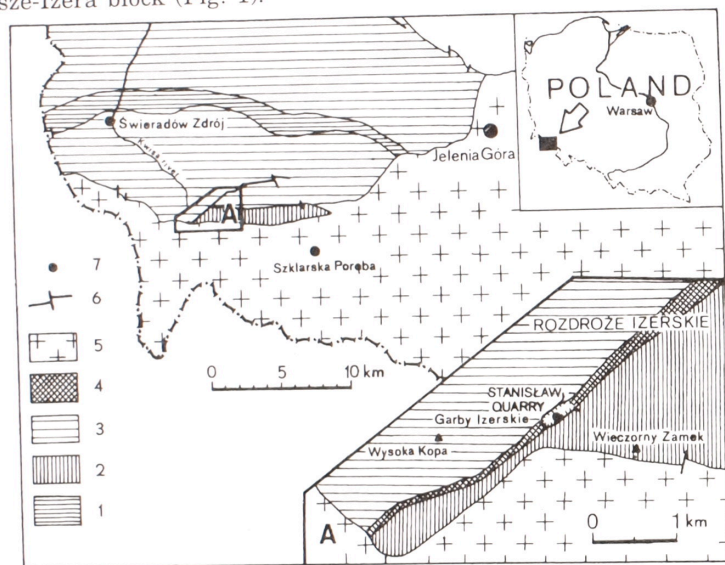 sze-Izera block (Fig. 1).
POLAND
Warsaw
Świeradów Zdrój
Jelenia Góra
A
Szklarska Poręba
7
6
5
4
3
2
1
0 5 10 km
ROZDROŻE IZERSKIE
STANISŁAW
QUARRY
Garby Izerskie
Wysoka Kopa
Wieczorny Zamek
A
0 1 km